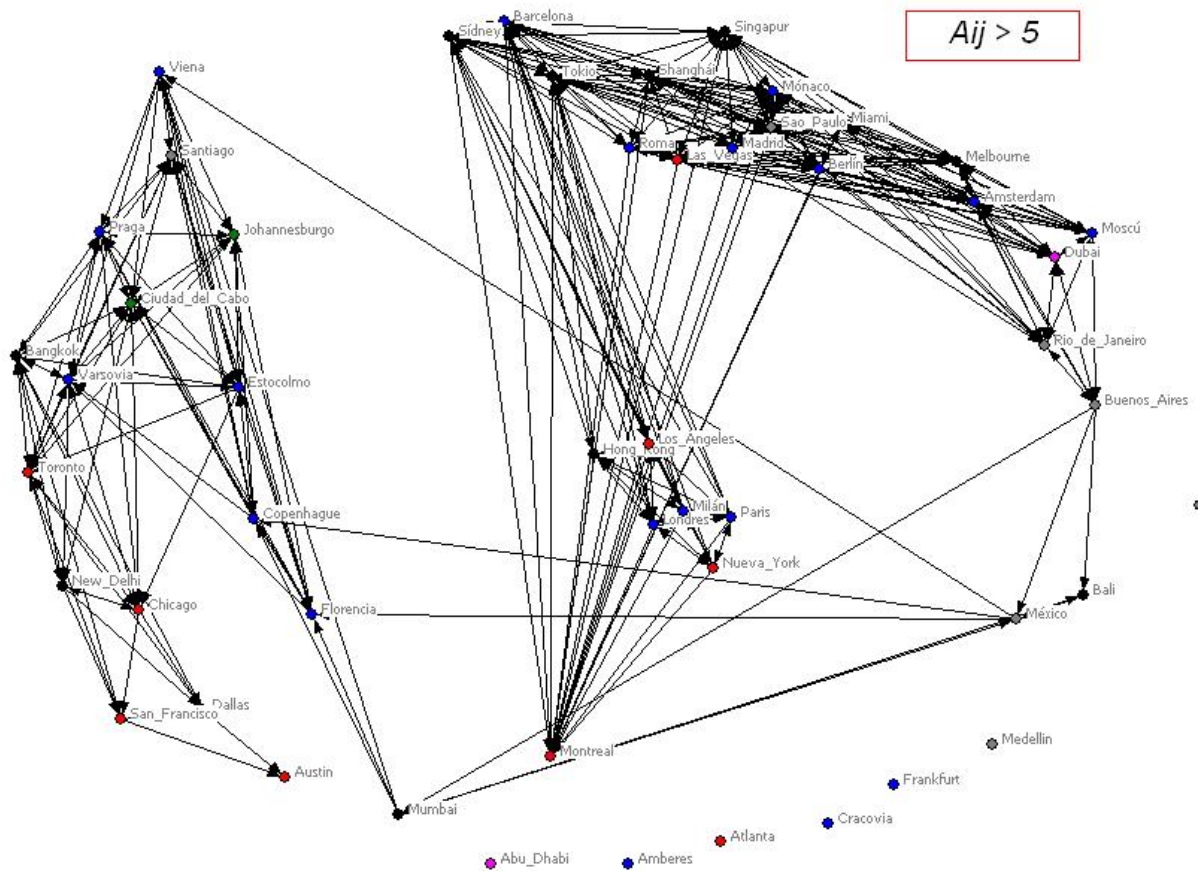 Aij > 5
Barcelona
Sídney
Singapur
Viena
Tokio
Shanghái
Mónaco
Sao_Paulo
Miami
Santiago
Roma
Madrid
Las_Vegas
Berlín
Melbourne
Amsterdam
Praga
Johannesburgo
Moscú
Dubai
Ciudad_del_Cabo
Rio_de_Janeiro
Bangkok
Varsovia
Estocolmo
Buenos_Aires
Los_Angeles
Hong_Kong
Toronto
Copenhague
Milán
Londres
Paris
Nueva_York
New_Delhi
Chicago
Florencia
Bali
México
Dallas
San_Francisco
Medellin
Montreal
Austin
Frankfurt
Mumbai
Cracovia
Atlanta
Abu_Dhabi
Amberes